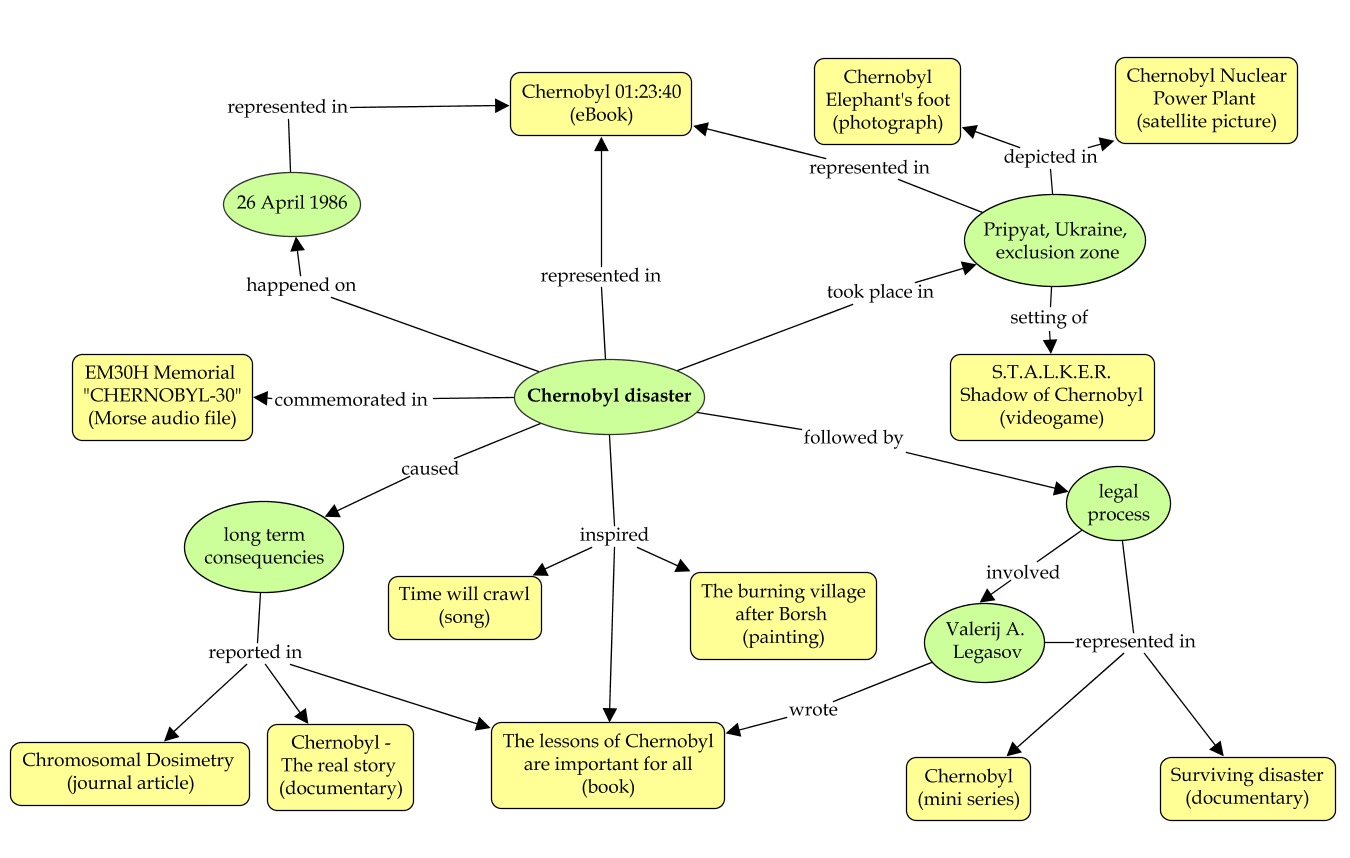 Chernobyl 01:23:40
(eBook)
Chernobyl
Elephant's foot
(photograph)
Chernobyl Nuclear
Power Plant
(satellite picture)
represented in
depicted in
represented in
26 April 1986
Pripyat, Ukraine,
exclusion zone
happened on
represented in
took place in
setting of
EM30H Memorial
"CHERNOBYL-30"
(Morse audio file)
commemorated in
Chernobyl disaster
S.T.A.L.K.E.R.
Shadow of Chernobyl
(videogame)
followed by
caused
legal
process
long term
consequencies
inspired
involved
Time will crawl
(song)
The burning village
after Borsh
(painting)
Valerij A.
Legasov
represented in
reported in
wrote
Chromosomal Dosimetry
(journal article)
Chernobyl -
The real story
(documentary)
The lessons of Chernobyl
are important for all
(book)
Chernobyl
(mini series)
Surviving disaster
(documentary)